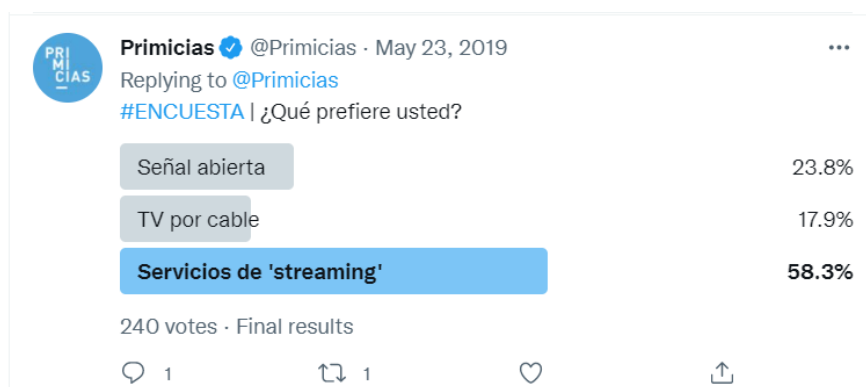 PRI
MI
CIAS
Primicias @Primicias · May 23, 2019
Replying to @Primicias
#ENCUESTA | ¿Qué prefiere usted?
Señal abierta 23.8%
TV por cable 17.9%
Servicios de 'streaming' 58.3%
240 votes · Final results
1 1